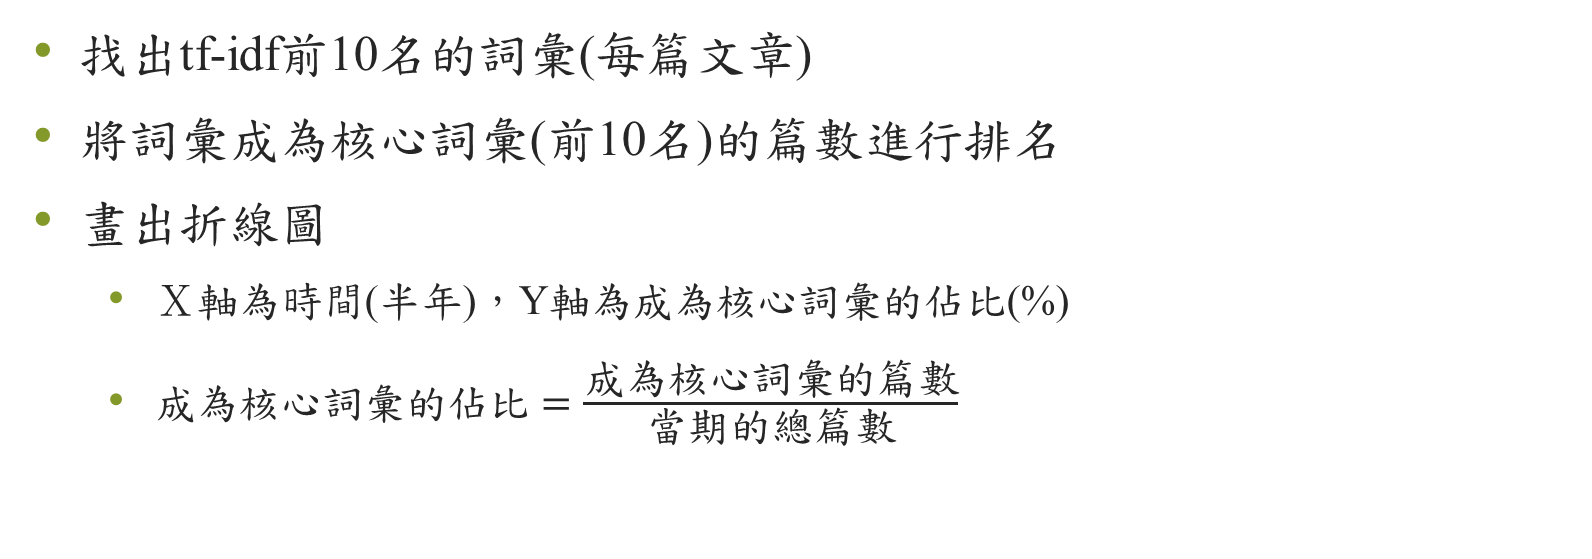 • 找出tf-idf前10名的詞彙(每篇文章)
• 將詞彙成為核心詞彙(前10名)的篇數進行排名
• 畫出折線圖
• X軸為時間(半年)，Y軸為成為核心詞彙的佔比(%)
• 成為核心詞彙的佔比 = 成為核心詞彙的篇數
當期的總篇數